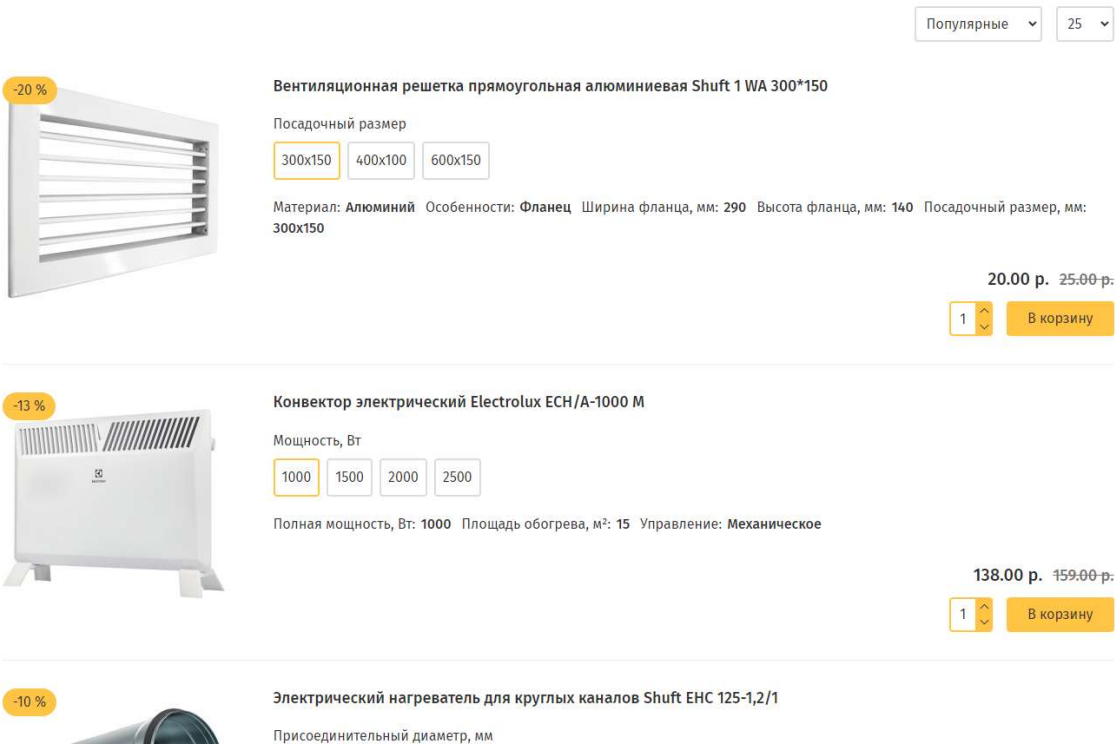 Популярные
25
-20 %
Вентиляционная решетка прямоугольная алюминиевая Shuft 1 WA 300*150
Посадочный размер
300x150 400x100 600x150
Материал: Алюминий Особенности: Фланец Ширина фланца, мм: 290 Высота фланца, мм: 140 Посадочный размер, мм:
300x150
20.00 р. 25.00 р.
1 В корзину
-13 %
Конвектор электрический Electrolux ECH/A-1000 M
Мощность, Вт
1000 1500 2000 2500
Полная мощность, Вт: 1000 Площадь обогрева, м²: 15 Управление: Механическое
138.00 р. 159.00 р.
1 В корзину
-10 %
Электрический нагреватель для круглых каналов Shuft EHC 125-1,2/1
Присоединительный диаметр, мм